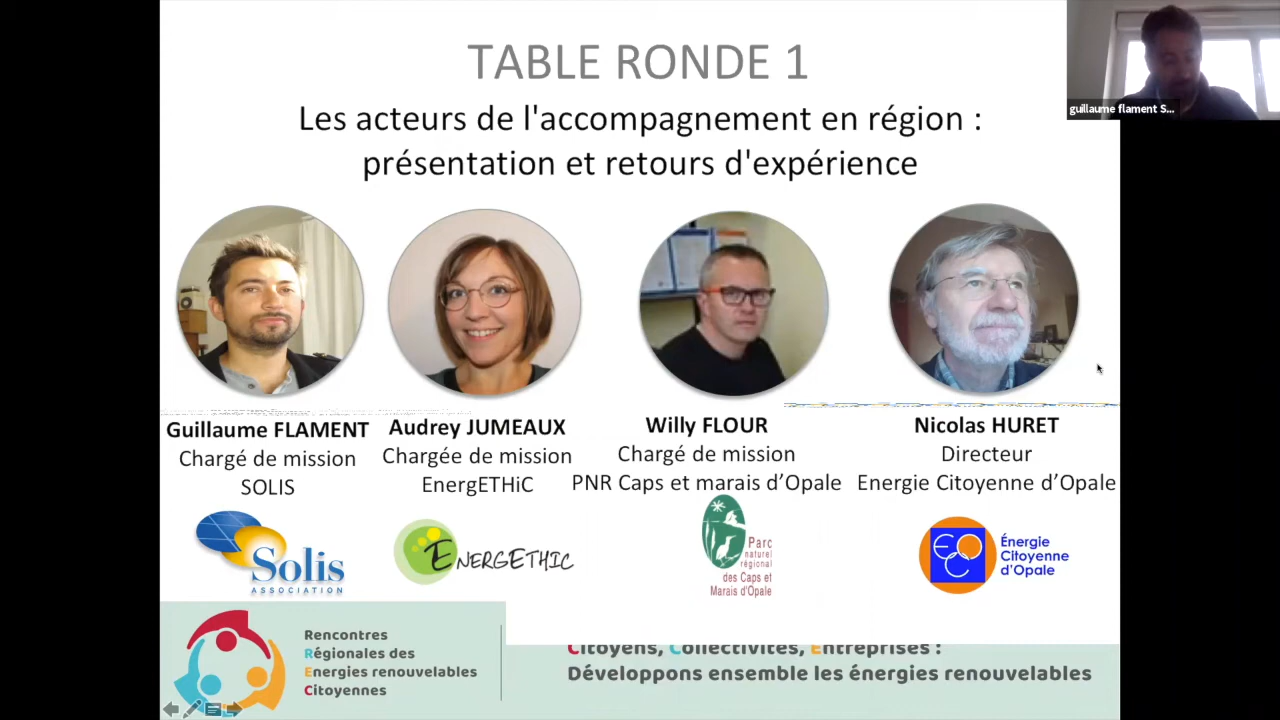 TABLE RONDE 1
Les acteurs de l'accompagnement en région :
présentation et retours d'expérience
guillaume flament S...
Guillaume FLAMENT
Chargé de mission
SOLIS
Audrey JUMEAUX
Chargée de mission
EnergETHiC
Willy FLOUR
Chargé de mission
PNR Caps et marais d’Opale
Nicolas HURET
Directeur
Energie Citoyenne d’Opale
Solis
ASSOCIATION
ENERGETHIC
Parc
naturel
régional
des Caps et
Marais d'Opale
EOC
Énergie
Citoyenne
d'Opale
Rencontres
Régionales des
Energies renouvelables
Citoyennes
Citoyens, Collectivités, Entreprises :
Développons ensemble les énergies renouvelables